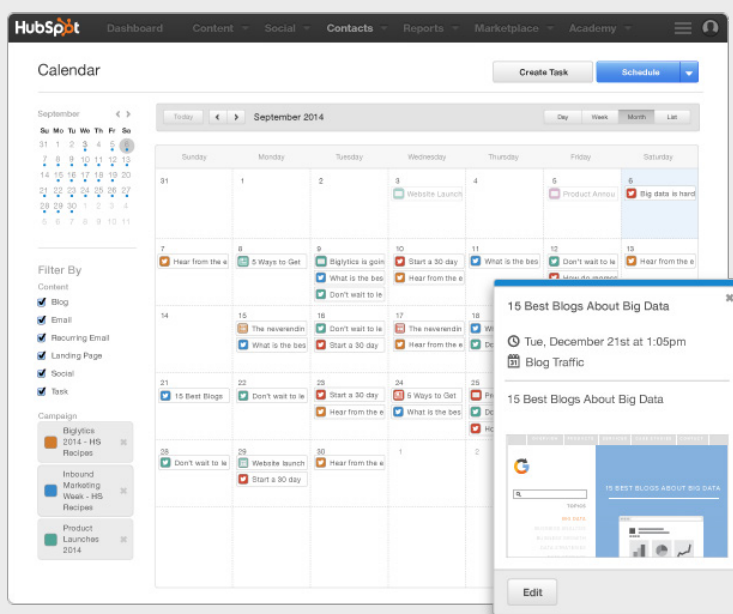 HubSpot Dashboard Content Social Contacts Reports Marketplace Academy
Calendar
Create Task Schedule
September
Su Mo Tu We Th Fr Sa
31 1 2 3 4 5 6
7 8 9 10 11 12 13
14 15 16 17 18 19 20
21 22 23 24 25 26 27
28 29 30 1 2 3 4
5 6 7 8 9 10 11
Filter By
Content
Blog
Email
Recuring Email
Landing Page
Social
Task
Campaign
Biglytics
2014 - HS
Recipes
Inbound
Marketing
Week - HS
Recipes
Product
Launches
2014
Today September 2014 Day Week Month List
Sunday Monday Tuesday Wednesday Thursday Friday Saturday
31 1 2 3 4 5 6
Website Launch Product Annou Big data is hard
7 8 9 10 11 12 13
Hear from the e 5 Ways to Get Biglytics is goin Start a 30 day What is the bes Don't wait to le Hear from the e
What is the bes Hear from the e
Don't wait to le
14 15 16 17 18
The neverendin Don't wait to le The neverendin
What is the bes Start a 30 day Hear from the e
21 22 23 24 25
15 Best Blogs Don't wait to le Start a 30 day 5 Ways to Get
Hear from the e What is the bes
28 29 30 1 2
Don't wait to le Website launch Hear from the e
Start a 30 day
15 Best Blogs About Big Data
Tue, December 21st at 1:05pm
31 Blog Traffic
15 Best Blogs About Big Data
15 BEST BLOGS ABOUT BIG DATA
TOPICS
BIG DATA
Edit